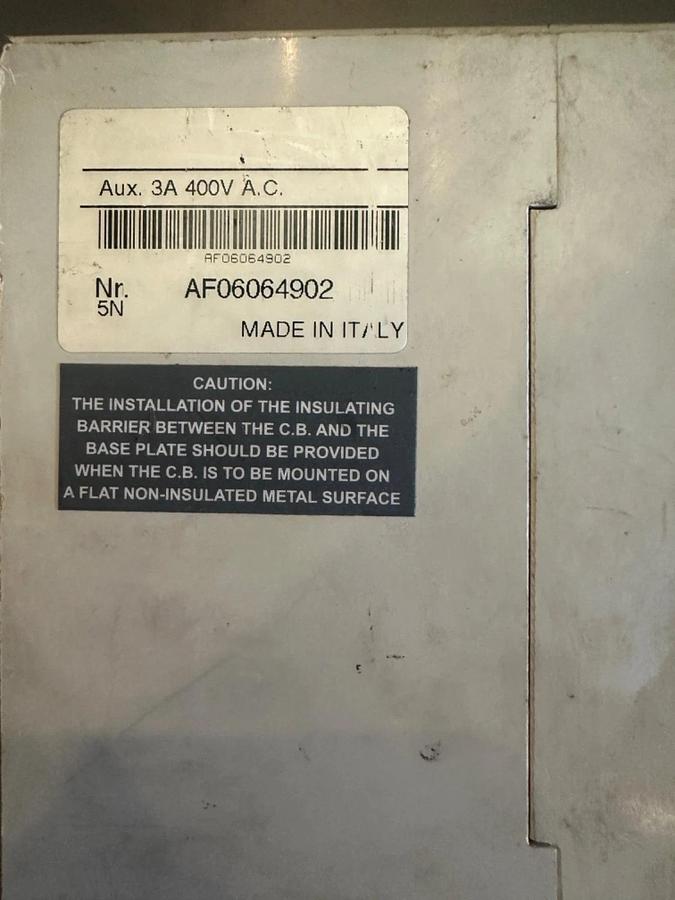 Aux. 3A 400V A.C.
AF06064902
Nr. AF06064902
5N
MADE IN ITALY
CAUTION:
THE INSTALLATION OF THE INSULATING
BARRIER BETWEEN THE C.B. AND THE
BASE PLATE SHOULD BE PROVIDED
WHEN THE C.B. IS TO BE MOUNTED ON
A FLAT NON-INSULATED METAL SURFACE